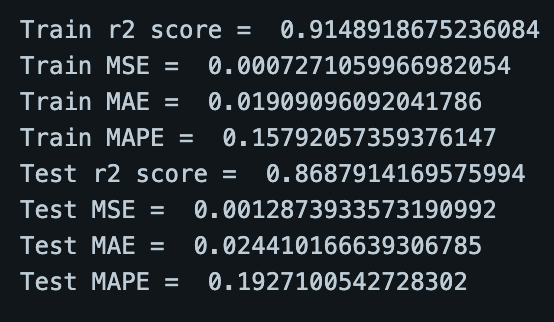 Train r2 score =  0.9148918675236084
Train MSE =  0.0007271059966982054
Train MAE =  0.01909096092041786
Train MAPE =  0.15792057359376147
Test r2 score =  0.8687914169575994
Test MSE =  0.0012873933573190992
Test MAE =  0.024410166639306785
Test MAPE =  0.1927100542728302